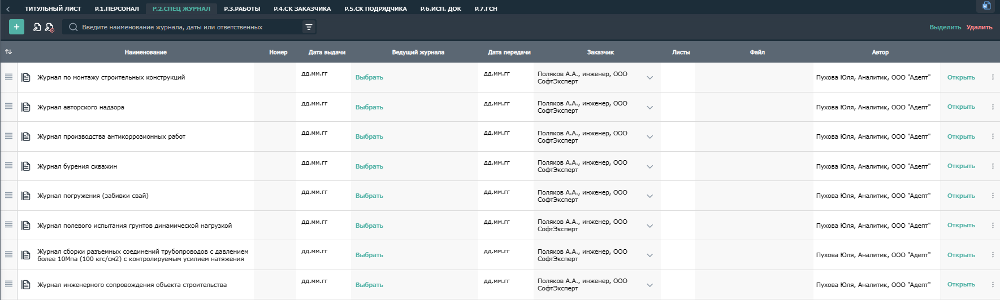 ТИТУЛЬНЫЙ ЛИСТ Р.1.ПЕРСОНАЛ Р.2.СПЕЦ ЖУРНАЛ Р.3.РАБОТЫ Р.4.СК ЗАКАЗЧИКА Р.5.СК ПОДРЯДЧИКА Р.6.ИСП. ДОК Р.7.ГСН
Введите наименование журнала, даты или ответственных Выделить Удалить
Наименование Номер Дата выдачи Ведущий журнала Дата передачи Заказчик Листы Файл Автор
Журнал по монтажу строительных конструкций дд.мм.гг Выбрать дд.мм.гг Поляков А.А., инженер, ООО
СофтЭксперт Пухова Юля, Аналитик, ООО "Адепт" Открыть
Журнал авторского надзора дд.мм.гг Выбрать дд.мм.гг Поляков А.А., инженер, ООО
СофтЭксперт Пухова Юля, Аналитик, ООО "Адепт" Открыть
Журнал производства антикоррозионных работ дд.мм.гг Выбрать дд.мм.гг Поляков А.А., инженер, ООО
СофтЭксперт Пухова Юля, Аналитик, ООО "Адепт" Открыть
Журнал бурения скважин дд.мм.гг Выбрать дд.мм.гг Поляков А.А., инженер, ООО
СофтЭксперт Пухова Юля, Аналитик, ООО "Адепт" Открыть
Журнал погружения (забивки свай) дд.мм.гг Выбрать дд.мм.гг Поляков А.А., инженер, ООО
СофтЭксперт Пухова Юля, Аналитик, ООО "Адепт" Открыть
Журнал полевого испытания грунтов динамической нагрузкой дд.мм.гг Выбрать дд.мм.гг Поляков А.А., инженер, ООО
СофтЭксперт Пухова Юля, Аналитик, ООО "Адепт" Открыть
Журнал сборки разъемных соединений трубопроводов с давлением
более 10Мпа (100 кгс/см2) с контролируемым усилием натяжения дд.мм.гг Выбрать дд.мм.гг Поляков А.А., инженер, ООО
СофтЭксперт Пухова Юля, Аналитик, ООО "Адепт" Открыть
Журнал инженерного сопровождения объекта строительства дд.мм.гг Выбрать дд.мм.гг Поляков А.А., инженер, ООО
СофтЭксперт Пухова Юля, Аналитик, ООО "Адепт" Открыть